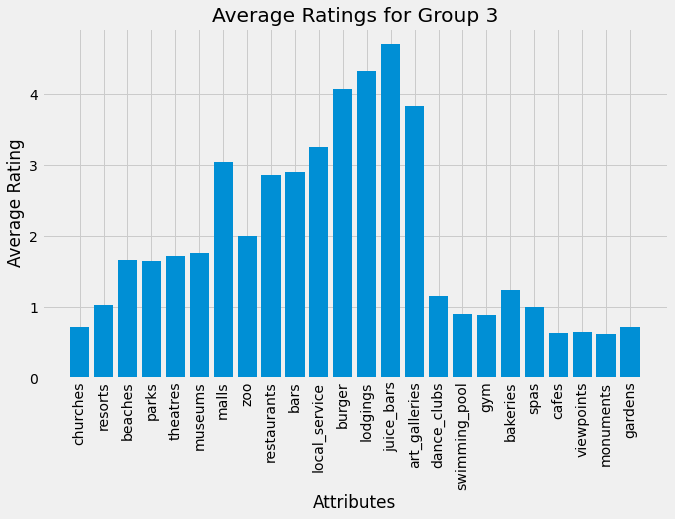 Average Ratings for Group 3
Average Rating
4
3
2
1
0
churches
resorts
beaches
parks
theatres
museums
malls
zoo
restaurants
bars
local_service
burger
lodgings
juice_bars
art_galleries
dance_clubs
swimming_pool
gym
bakeries
spas
cafes
viewpoints
monuments
gardens
Attributes